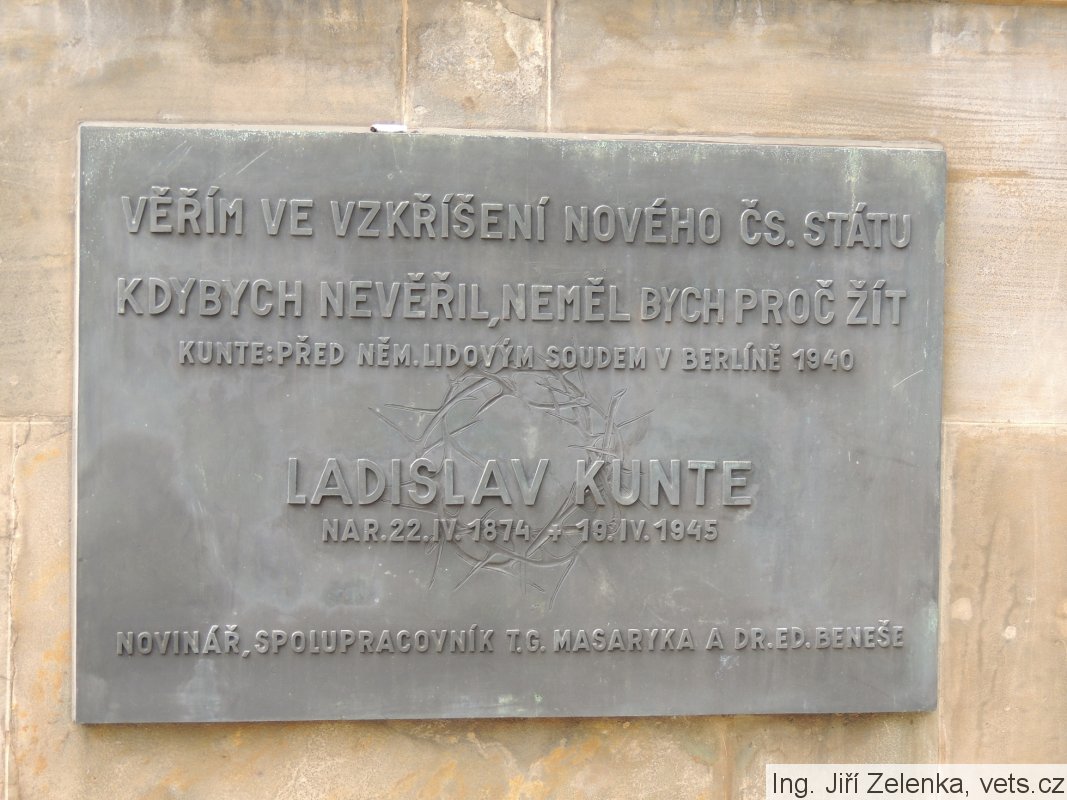 VĚŘÍM VE VZKŘÍŠENÍ NOVÉHO ČS. STÁTU
KDYBYCH NEVĚŘIL, NEMĚL BYCH PROČ ŽÍT
KUNTE: PŘED NĚM. LIDOVÝM SOUDEM V BERLÍNĚ 1940
LADISLAV KUNTE
NAR. 22. IV. 1874 + 19. IV. 1945
NOVINÁŘ, SPOLUPRACOVNÍK T. G. MASARYKA A DR. ED. BENEŠE
Ing. Jiří Zelenka, vets.cz